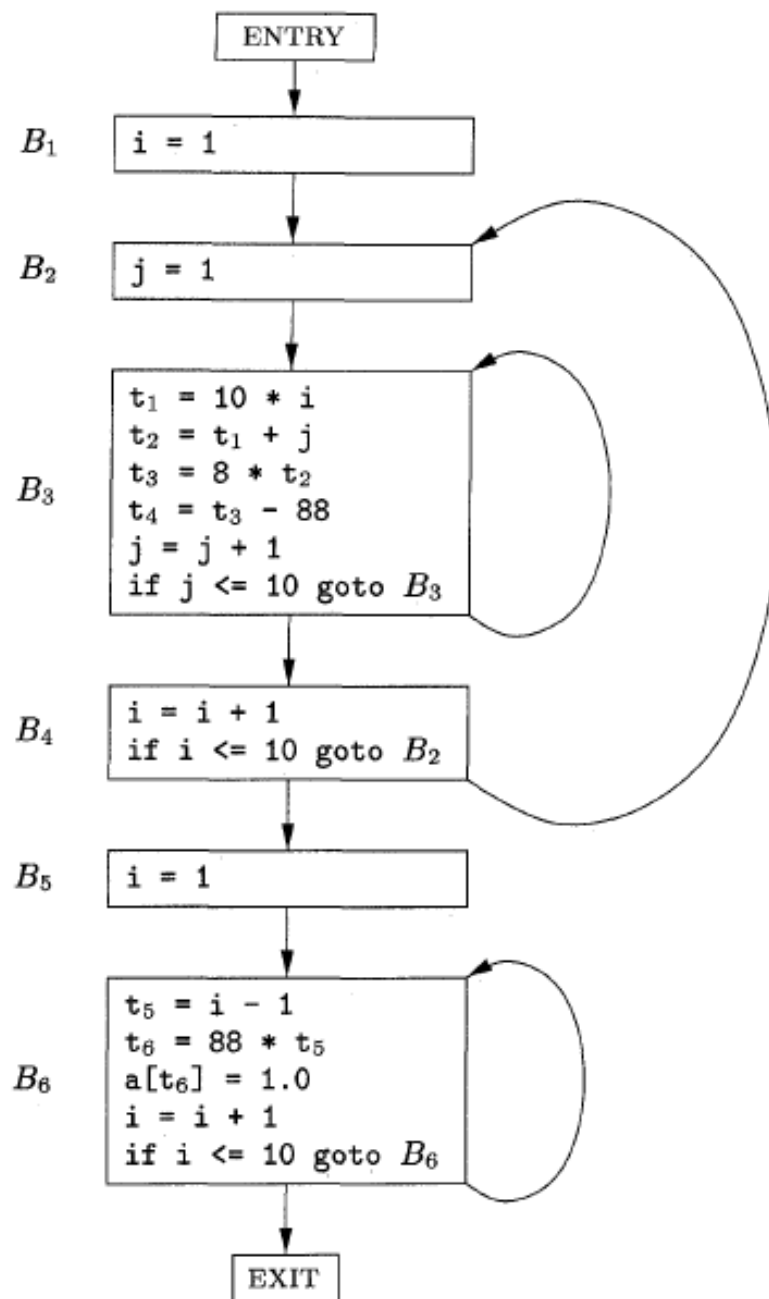 ENTRY
B₁ i = 1
B₂ j = 1
t₁ = 10 * i
t₂ = t₁ + j
B₃ t₃ = 8 * t₂
t₄ = t₃ - 88
j = j + 1
if j <= 10 goto B₃
B₄ i = i + 1
if i <= 10 goto B₂
B₅ i = 1
t₅ = i - 1
t₆ = 88 * t₅
B₆ a[t₆] = 1.0
i = i + 1
if i <= 10 goto B₆
EXIT